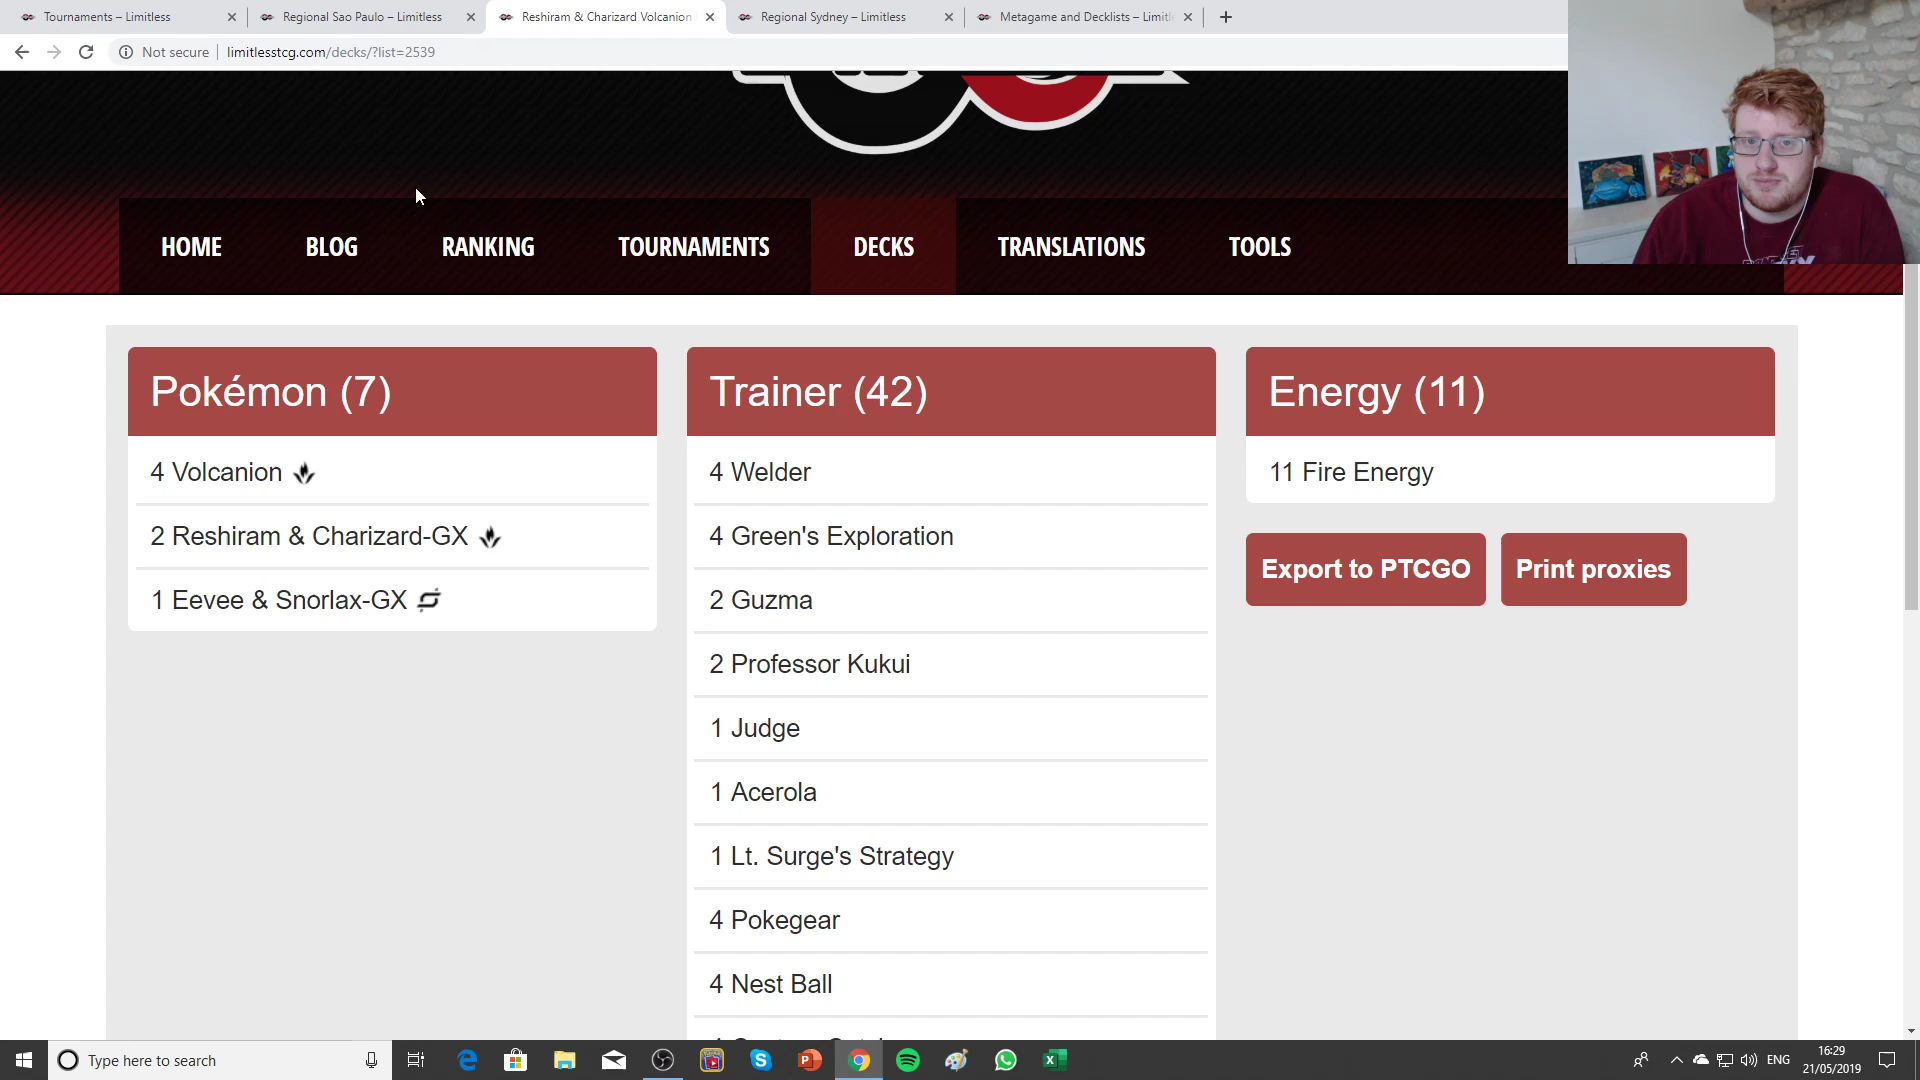 Tournaments – Limitless
Regional Sao Paulo – Limitless
Reshiram & Charizard Volcanion
Regional Sydney – Limitless
Metagame and Decklists – Limitl
Not secure
limitlesstcg.com/decks/?list=2539
HOME
BLOG
RANKING
TOURNAMENTS
DECKS
TRANSLATIONS
TOOLS
Pokémon (7)
4 Volcanion
2 Reshiram & Charizard-GX
1 Eevee & Snorlax-GX
Trainer (42)
4 Welder
4 Green's Exploration
2 Guzma
2 Professor Kukui
1 Judge
1 Acerola
1 Lt. Surge's Strategy
4 Pokegear
4 Nest Ball
Energy (11)
11 Fire Energy
Export to PTCGO
Print proxies
Type here to search
ENG
16:29
21/05/2019